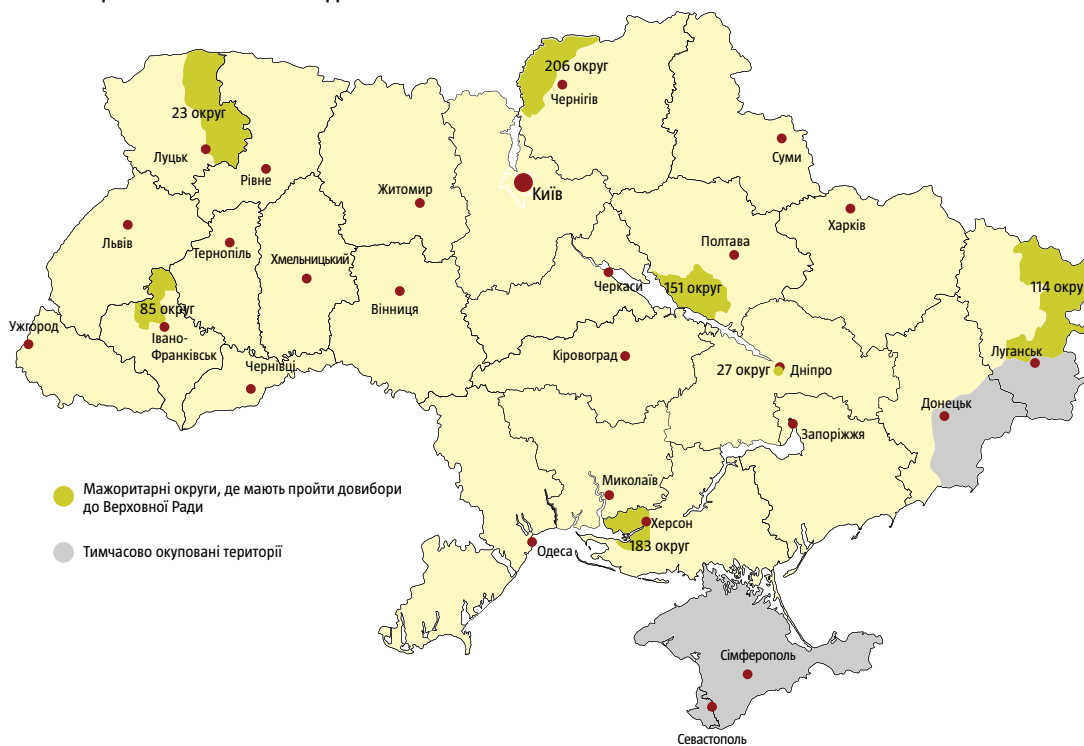 206 округ
Чернігів
23 округ
Луцьк
Рівне
Суми
Житомир
Київ
Львів
Тернопіль
Хмельницький
Харків
Полтава
Черкаси
151 округ
114 окру
85 округ
Вінниця
Ужгород
Івано-
Франківськ
Чернівці
Кіровоград
27 округ
Дніпро
Луганськ
Донецьк
Запоріжжя
Миколаїв
Херсон
183 округ
Одеса
Мажоритарні округи, де мають пройти довибори
до Верховної Ради
Тимчасово окуповані території
Сімферополь
Севастополь